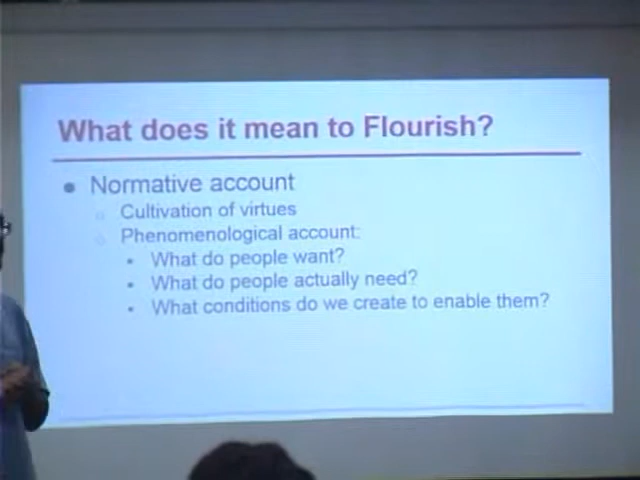 What does it mean to Flourish?
Normative account
Cultivation of virtues
Phenomenological account:
What do people want?
What do people actually need?
What conditions do we create to enable them?